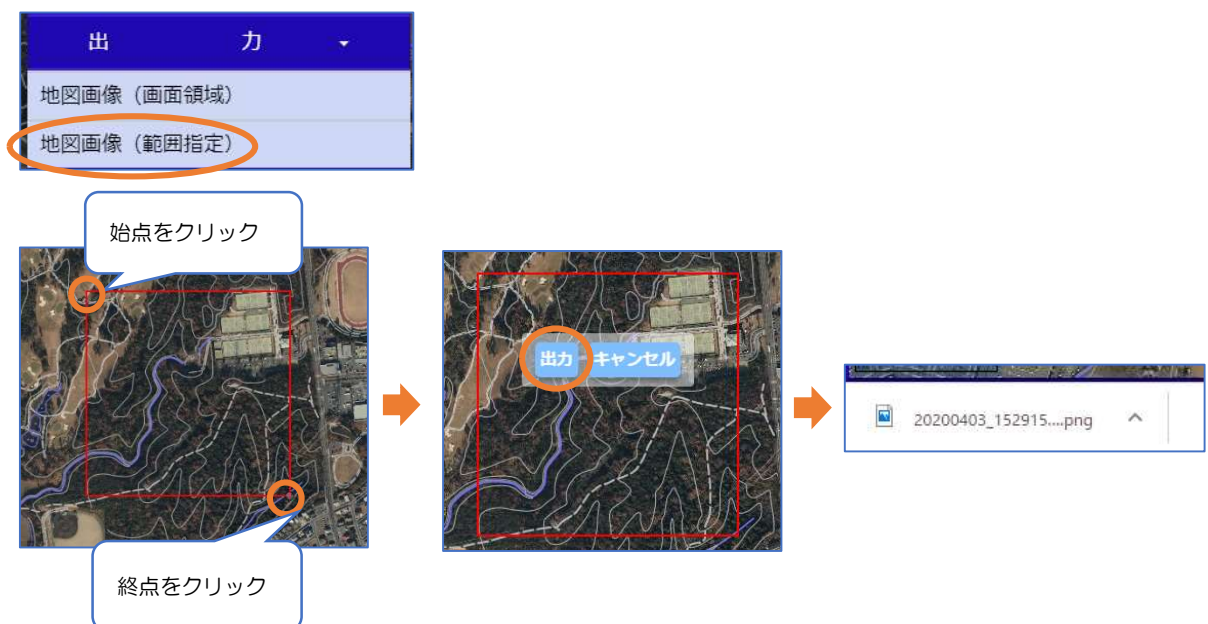 出　　　　　力
地図画像（画面領域）
地図画像（範囲指定）
始点をクリック
終点をクリック
出力 キャンセル
20200403_152915....png